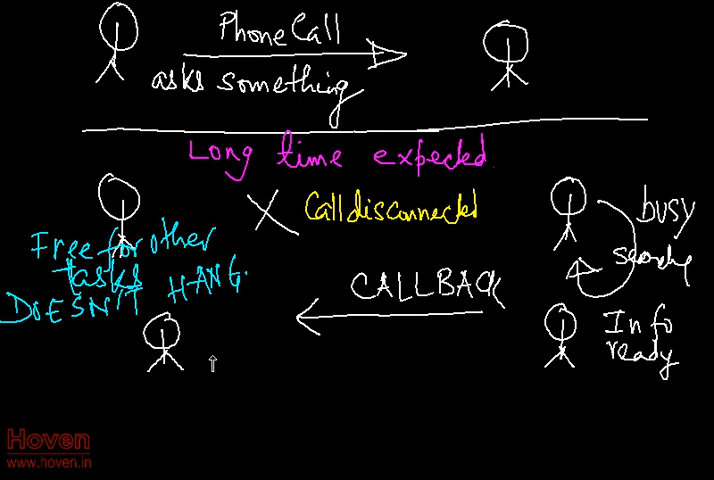 Phone Call
asks something
Long time expected.
Call disconnected
busy
Free for other
tasks
DOESN'T HANG.
CALLBACK
Info
ready
Hoven
www.hoven.in